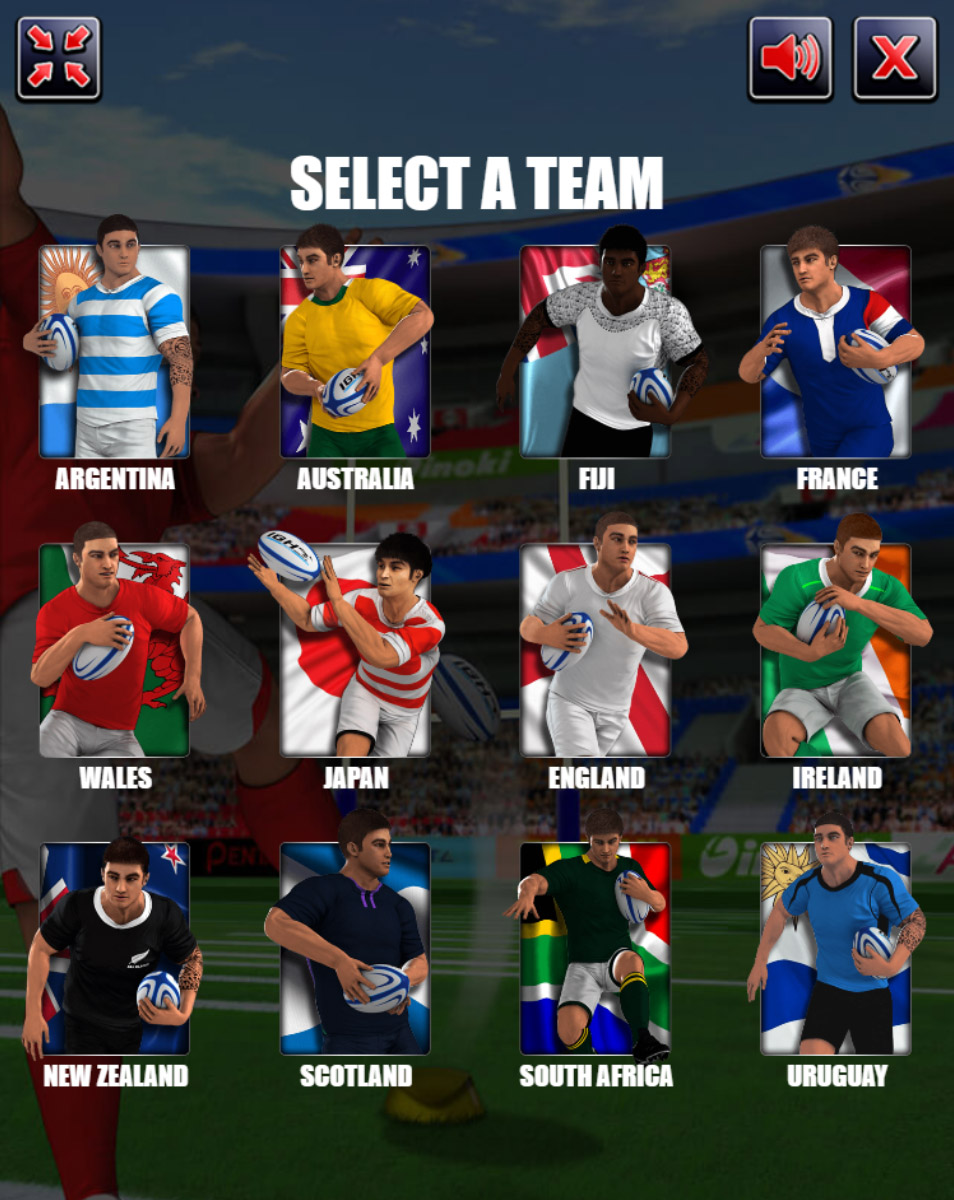 SELECT A TEAM
ARGENTINA
AUSTRALIA
FIJI
FRANCE
WALES
JAPAN
ENGLAND
IRELAND
NEW ZEALAND
SCOTLAND
SOUTH AFRICA
URUGUAY